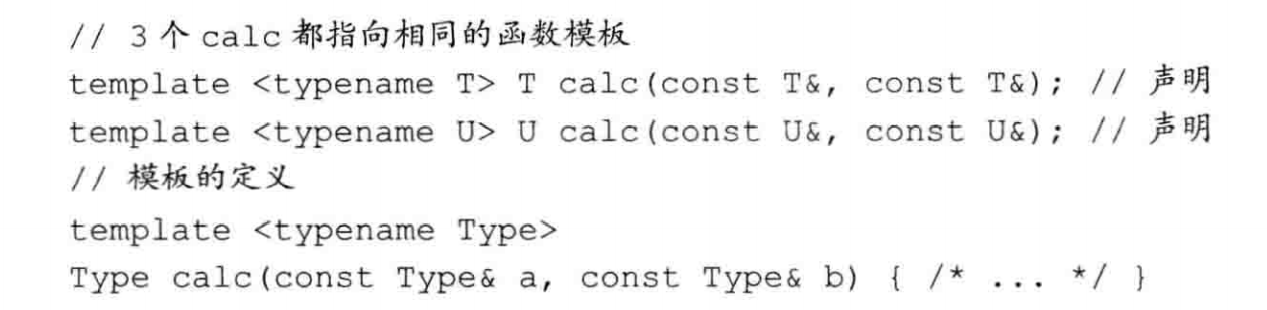 // 3 个 calc 都指向相同的函数模板
template <typename T> T calc(const T&, const T&); // 声明
template <typename U> U calc(const U&, const U&); // 声明
// 模板的定义
template <typename Type>
Type calc(const Type& a, const Type& b) { /* ... */ }